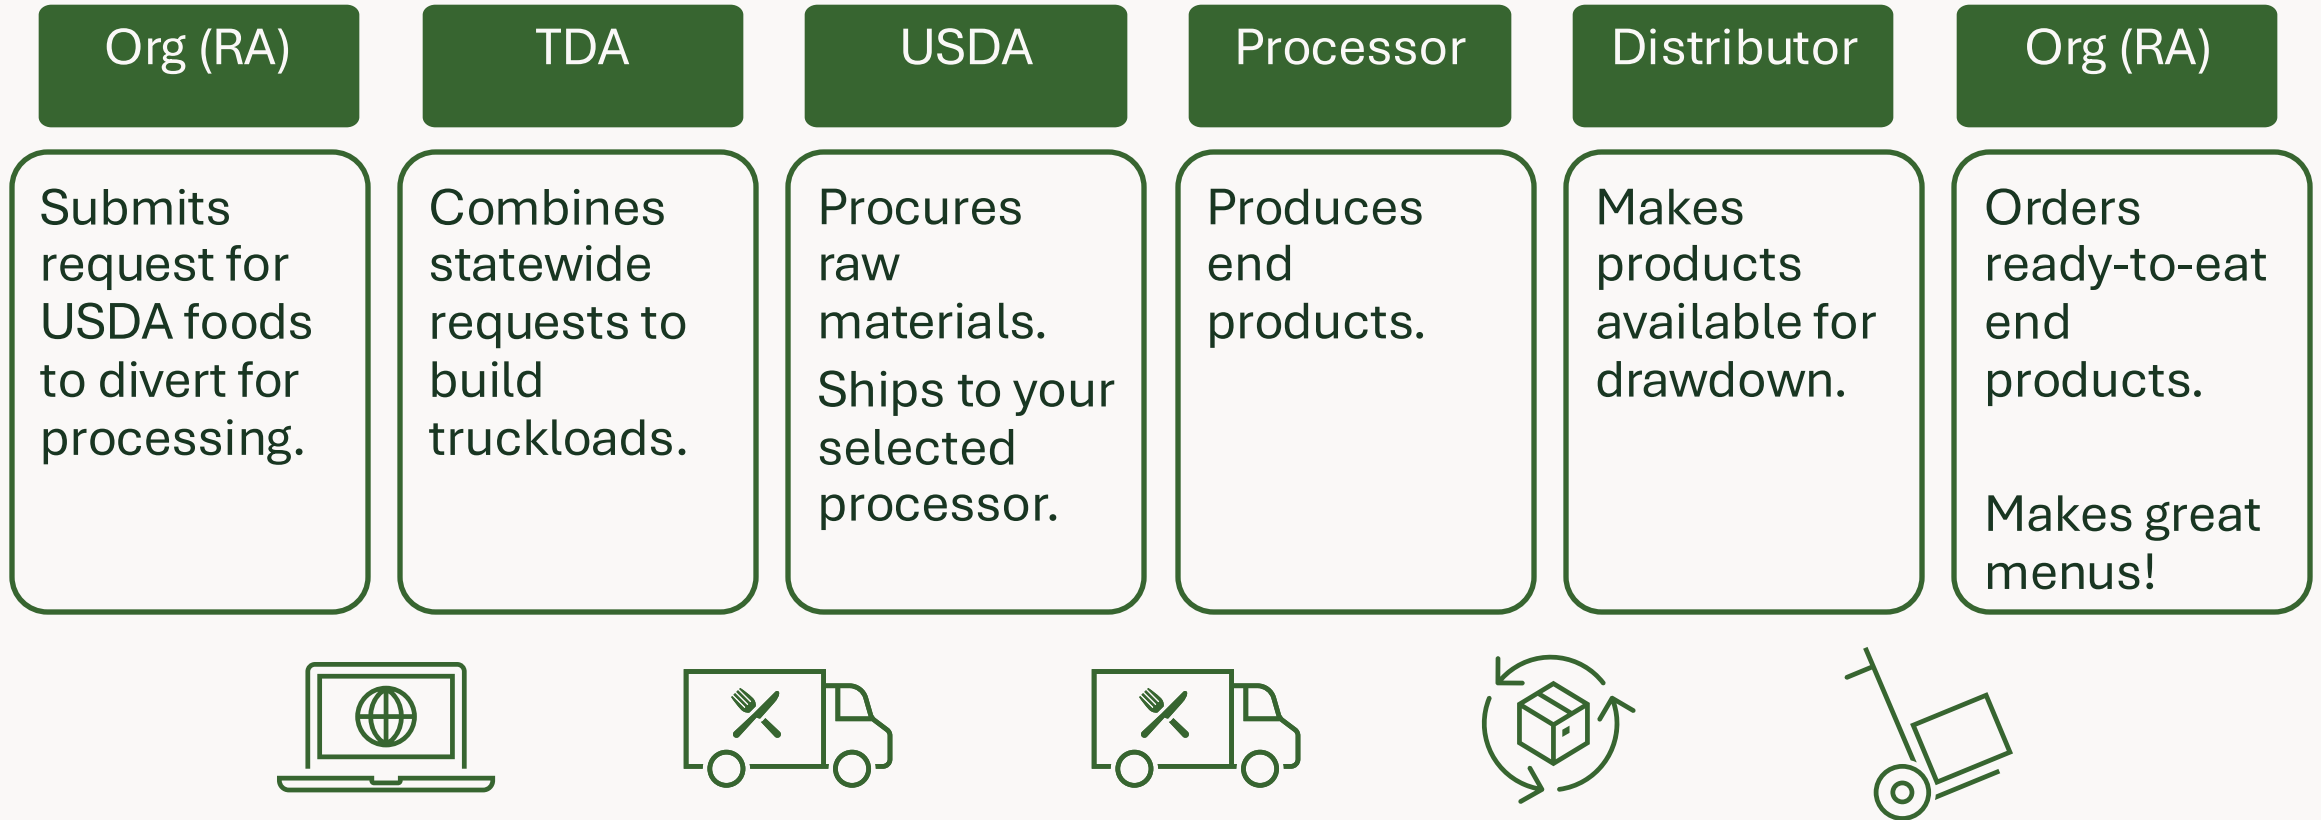 Org (RA)
TDA
USDA
Processor
Distributor
Org (RA)
Submits
request for
USDA foods
to divert for
processing.
Combines
statewide
requests to
build
truckloads.
Procures
raw
materials.
Ships to your
selected
processor.
Produces
end
products.
Makes
products
available for
drawdown.
Orders
ready-to-eat
end
products.
Makes great
menus!